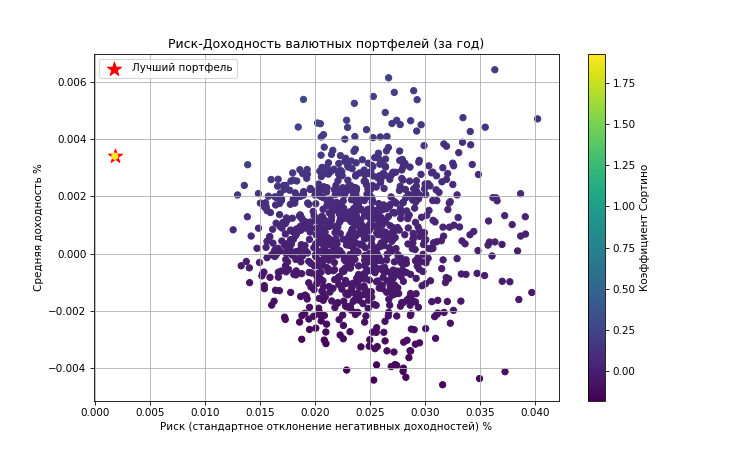 Риск-Доходность валютных портфелей (за год)
Лучший портфель
Средняя доходность %
0.006
0.004
0.002
0.000
−0.002
−0.004
0.000 0.005 0.010 0.015 0.020 0.025 0.030 0.035 0.040
Риск (стандартное отклонение негативных доходностей) %
1.75
1.50
1.25
1.00
0.75
0.50
0.25
0.00
Коэффициент Сортино